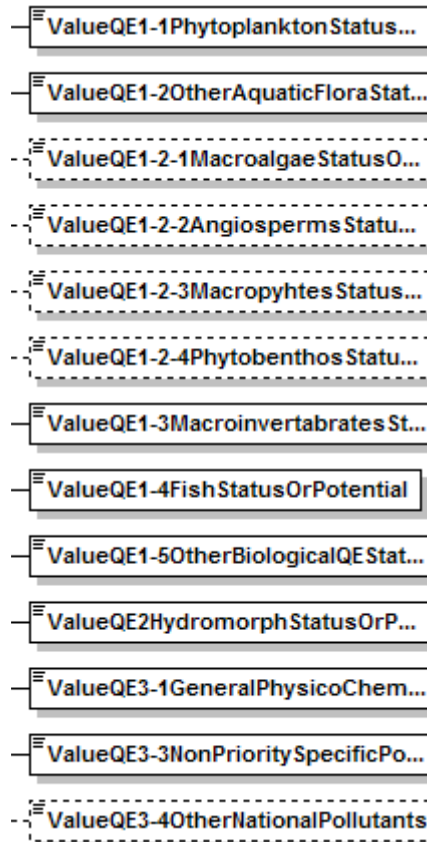 ValueQE1-1PhytoplanktonStatus...
ValueQE1-2OtherAquaticFloraStat...
ValueQE1-2-1MacroalgaeStatusO...
ValueQE1-2-2AngiospermsStatu...
ValueQE1-2-3MacropyhtesStatus...
ValueQE1-2-4PhytobenthosStatu...
ValueQE1-3MacroinvertabratesSt...
ValueQE1-4FishStatusOrPotential
ValueQE1-5OtherBiologicalQEStat...
ValueQE2HydromorphStatusOrP...
ValueQE3-1GeneralPhysicoChem...
ValueQE3-3NonPrioritySpecificPo...
ValueQE3-4OtherNationalPollutants